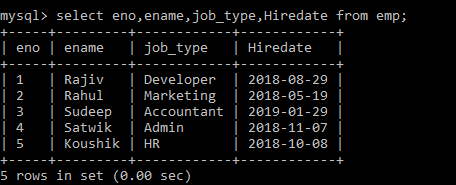 mysql> select eno,ename,job_type,Hiredate from emp;
+-----+---------+------------+------------+
| eno | ename   | job_type   | Hiredate   |
+-----+---------+------------+------------+
| 1   | Rajiv   | Developer  | 2018-08-29 |
| 2   | Rahul   | Marketing  | 2018-05-19 |
| 3   | Sudeep  | Accountant | 2019-01-29 |
| 4   | Satwik  | Admin      | 2018-11-07 |
| 5   | Koushik | HR         | 2018-10-08 |
+-----+---------+------------+------------+
5 rows in set (0.00 sec)